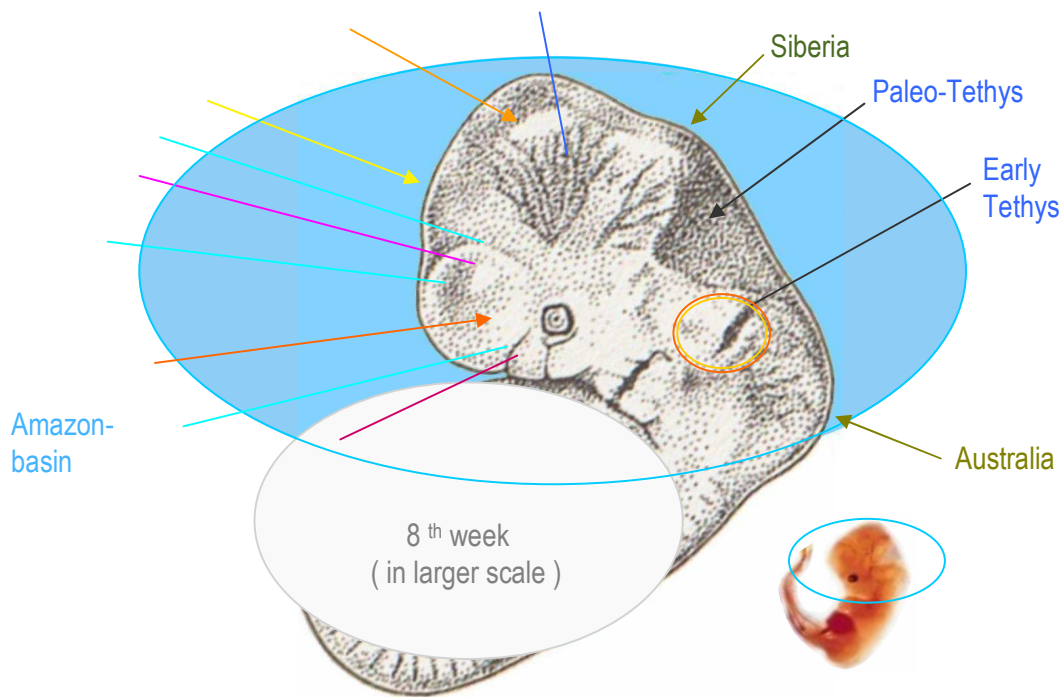 Siberia
Paleo-Tethys
Early
Tethys
Amazon-
basin
Australia
8 th week
( in larger scale )